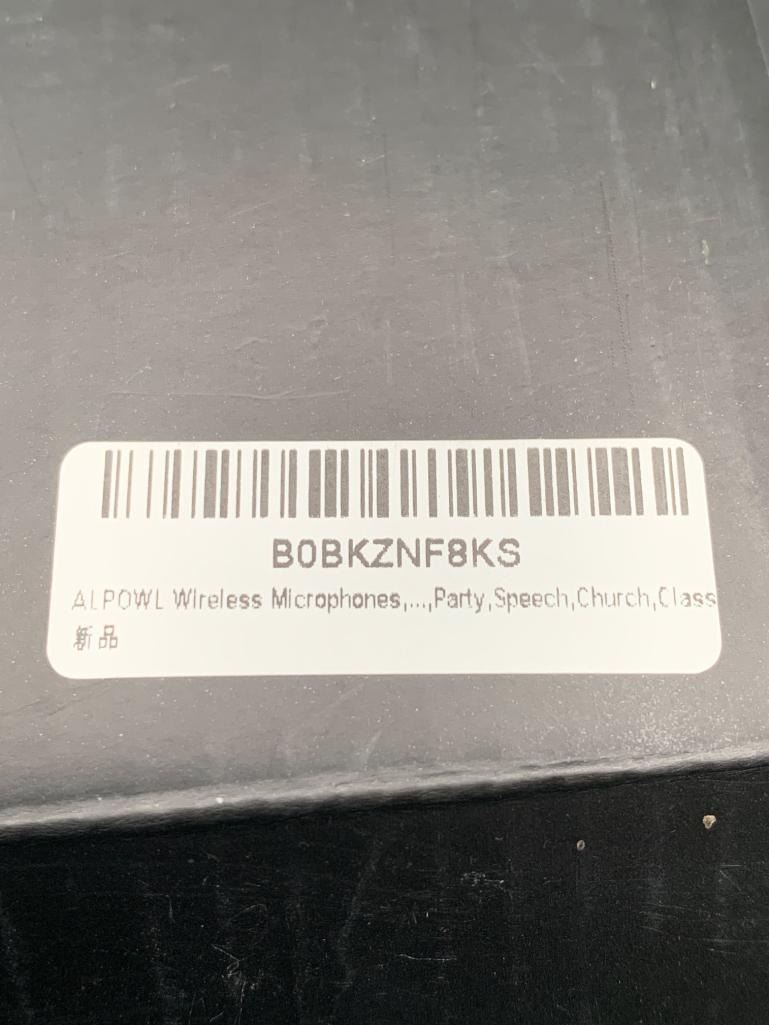 B0BKZNF8KS
ALPOWL Wireless Microphones,...,Party,Speech,Church,Class
新品